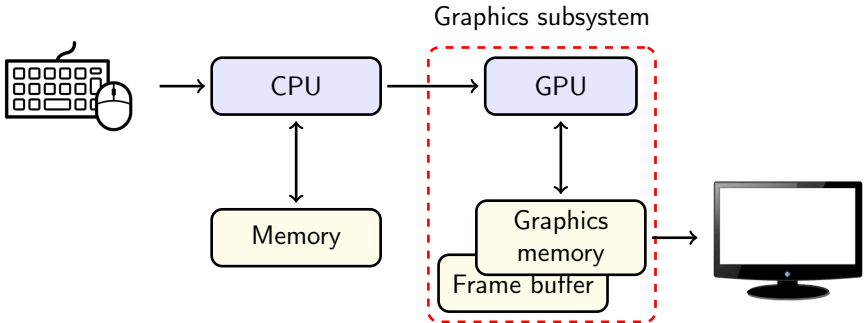 Graphics subsystem
CPU
GPU
Memory
Graphics
memory
Frame buffer